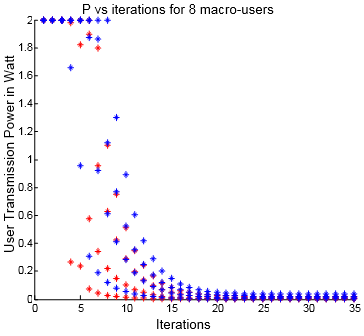 P vs iterations for 8 macro-users
User Transmission Power in Watt
2
1.8
1.6
1.4
1.2
1
0.8
0.6
0.4
0.2
0
0 5 10 15 20 25 30 35
Iterations